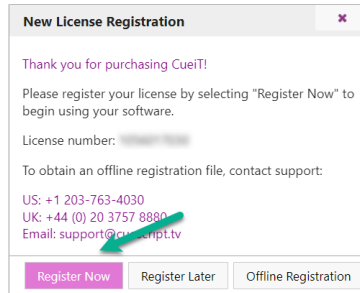 New License Registration
Thank you for purchasing CueiT!
Please register your license by selecting "Register Now" to
begin using your software.
License number:
To obtain an offline registration file, contact support:
US: +1 203-763-4030
UK: +44 (0) 20 3757 8880
Email:
Register Now
Register Later
Offline Registration